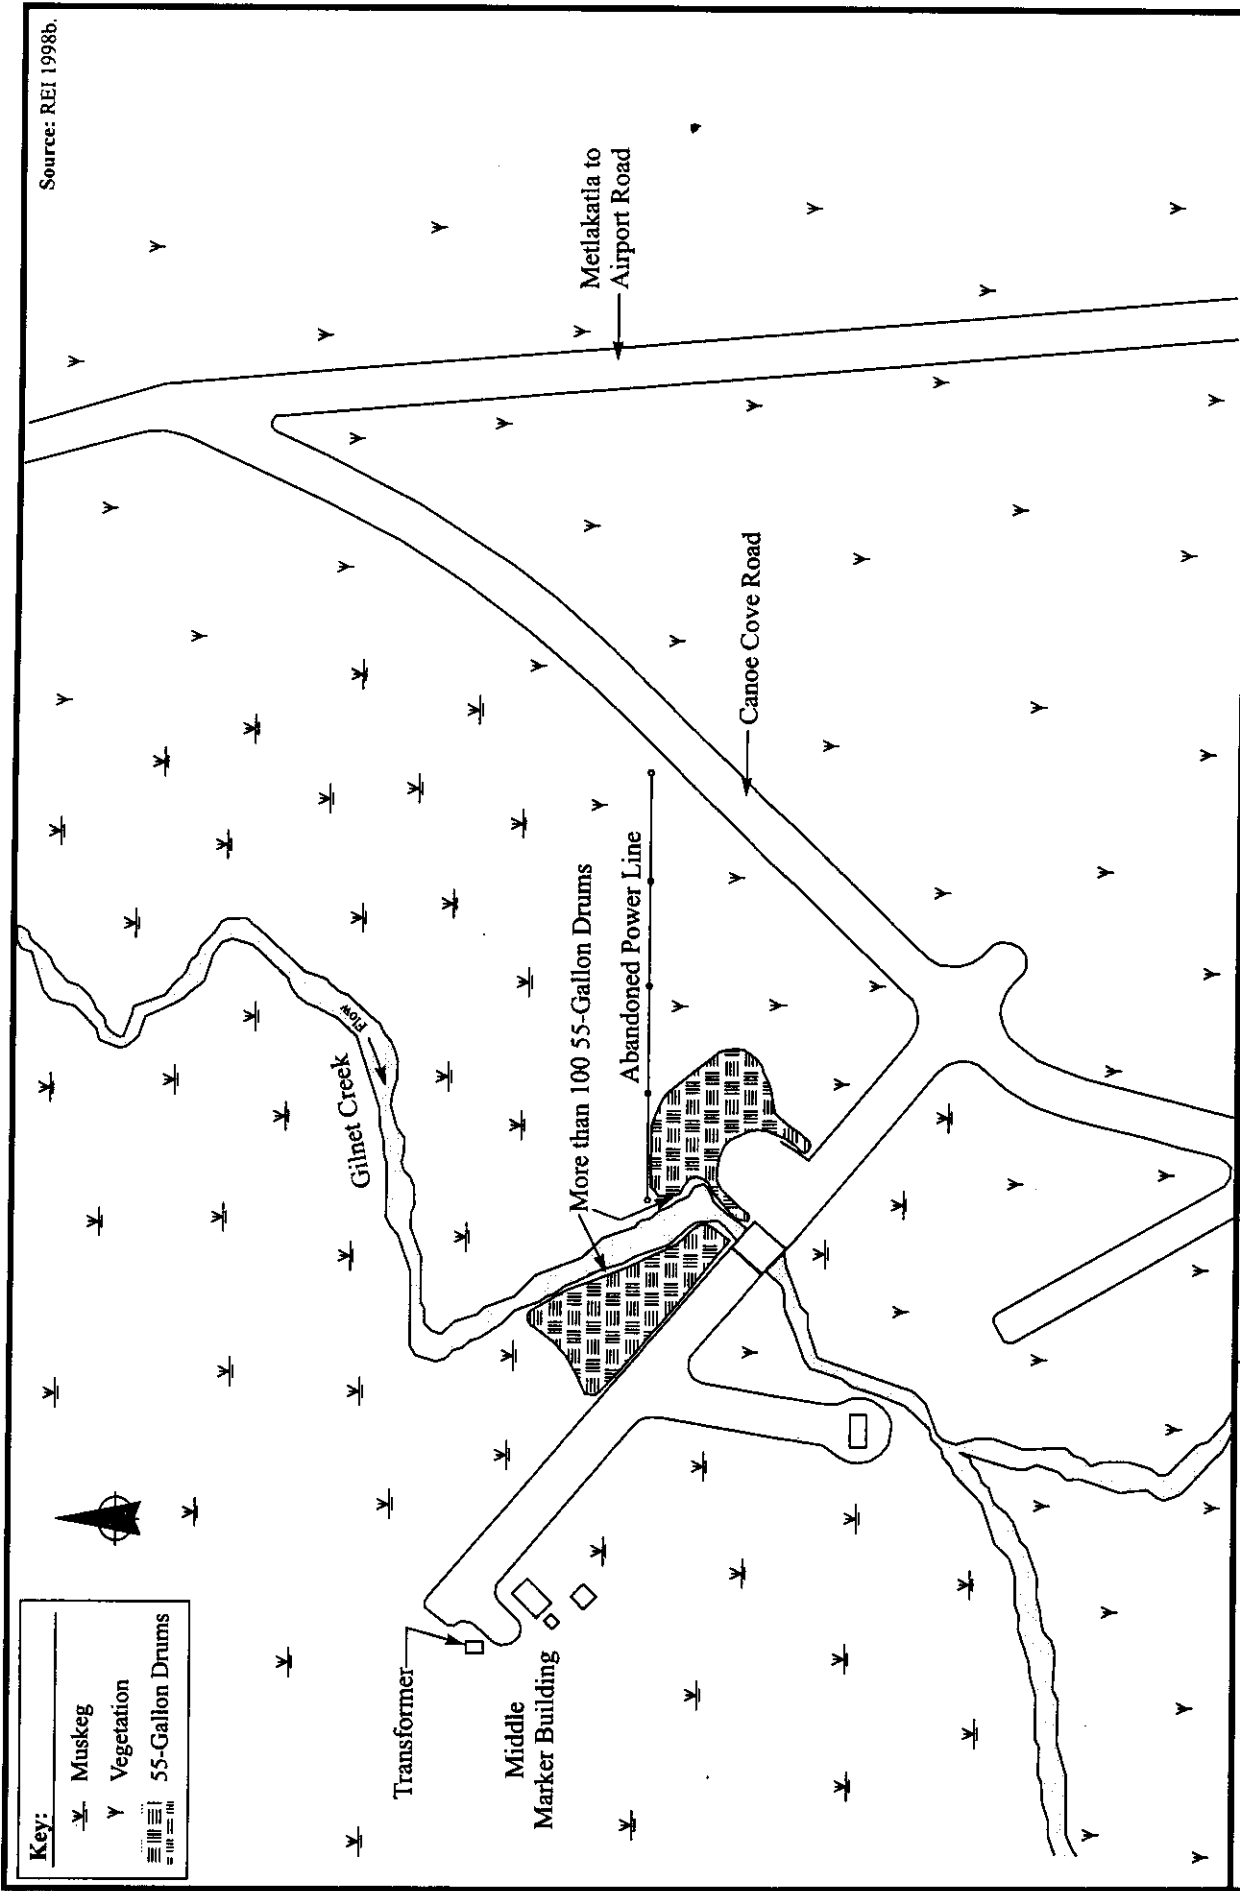 Source: REI 1998b.
Key:
Muskeg
Vegetation
55-Gallon Drums
Gilnet Creek
Flow
Metlakatla to
Airport Road
More than 100 55-Gallon Drums
Abandoned Power Line
Canoe Cove Road
Transformer
Middle
Marker Building